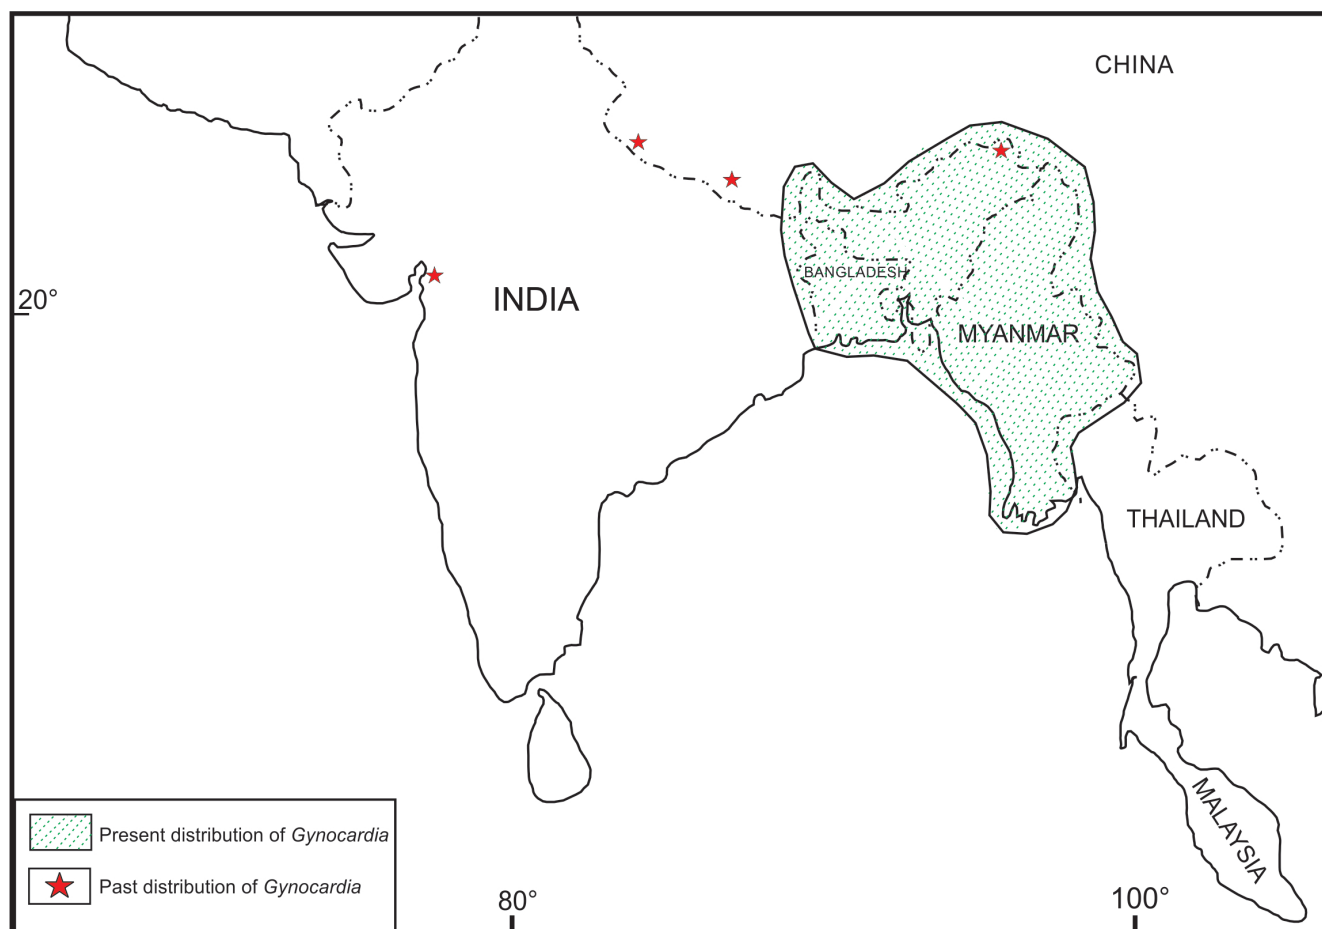 CHINA
BANGLADESH
20°
INDIA
MYANMAR
THAILAND
MALAYSIA
Present distribution of Gynocardia
Past distribution of Gynocardia
80°
100°